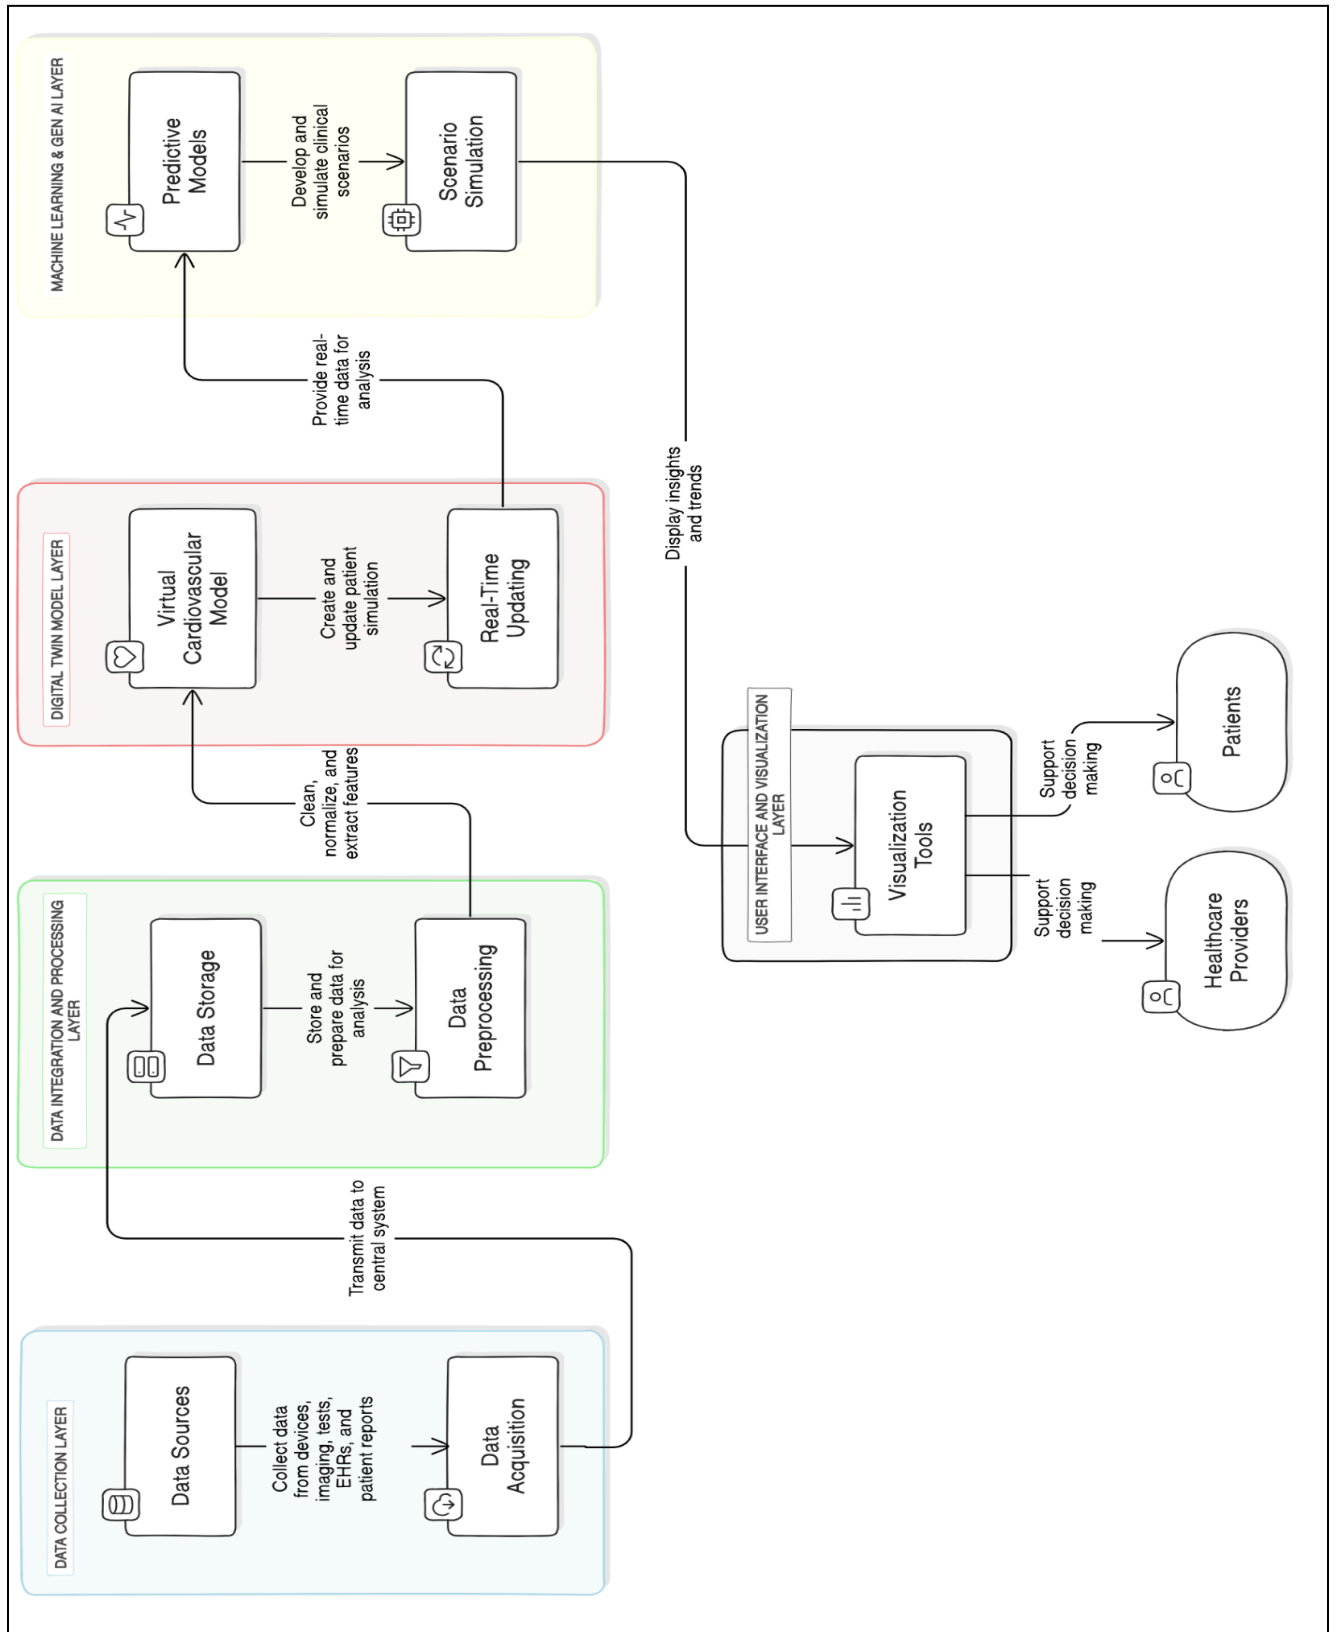 DATA COLLECTION LAYER
Data Sources
Collect data
from devices,
imaging, tests,
EHRs, and
patient reports
Data
Acquisition
Transmit data to
central system
DATA INTEGRATION AND PROCESSING
LAYER
Data Storage
Store and
prepare data for
analysis
Data
Preprocessing
Clean,
normalize, and
extract features
DIGITAL TWIN MODEL LAYER
Virtual
Cardiovascular
Model
Create and
update patient
simulation
Real-Time
Updating
Provide real-
time data for
analysis
MACHINE LEARNING & GEN AI LAYER
Predictive
Models
Develop and
simulate clinical
scenarios
Scenario
Simulation
Display insights
and trends
USER INTERFACE AND VISUALIZATION
LAYER
Visualization
Tools
Support
decision
making
Healthcare
Providers
Support
decision
making
Patients